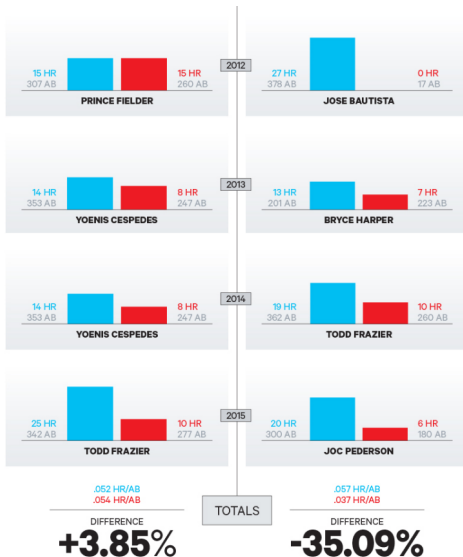 2012
15 HR
307 AB
15 HR
260 AB
PRINCE FIELDER
27 HR
378 AB
0 HR
17 AB
JOSE BAUTISTA
2013
14 HR
353 AB
8 HR
247 AB
YOENIS CESPEDES
13 HR
201 AB
7 HR
223 AB
BRYCE HARPER
2014
14 HR
353 AB
8 HR
247 AB
YOENIS CESPEDES
19 HR
362 AB
10 HR
260 AB
TODD FRAZIER
2015
25 HR
342 AB
10 HR
277 AB
TODD FRAZIER
20 HR
300 AB
6 HR
180 AB
JOC PEDERSON
TOTALS
.052 HR/AB
.054 HR/AB
DIFFERENCE
+3.85%
.057 HR/AB
.037 HR/AB
DIFFERENCE
-35.09%